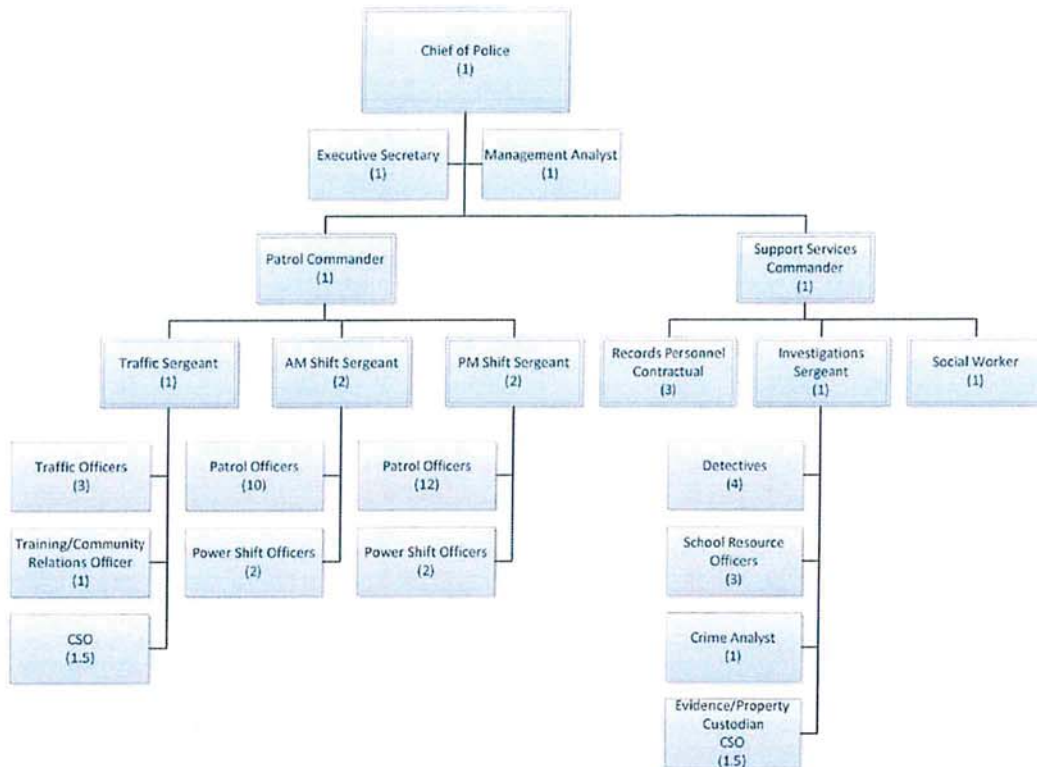 Chief of Police
(1)
Executive Secretary
(1)
Management Analyst
(1)
Patrol Commander
(1)
Support Services
Commander
(1)
Traffic Sergeant
(1)
AM Shift Sergeant
(2)
PM Shift Sergeant
(2)
Records Personnel
Contractual
(3)
Investigations
Sergeant
(1)
Social Worker
(1)
Traffic Officers
(3)
Patrol Officers
(10)
Patrol Officers
(12)
Detectives
(4)
Training/Community
Relations Officer
(1)
Power Shift Officers
(2)
Power Shift Officers
(2)
School Resource
Officers
(3)
CSO
(1.5)
Crime Analyst
(1)
Evidence/Property
Custodian
CSO
(1.5)